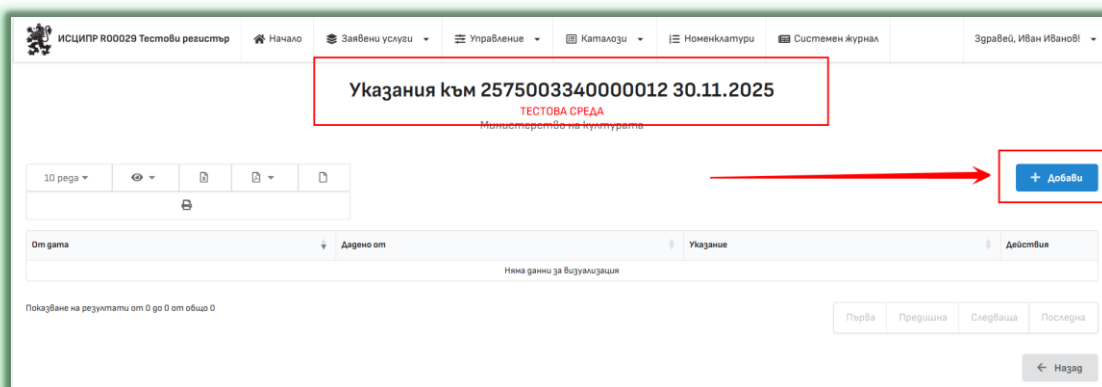 ИСЦИПР R00029 Тестови регистър Начало Заявени услуги Управление Каталози Номенклатури Системен журнал Здравей, Иван Иванов!
Указания към 2575003340000012 30.11.2025
ТЕСТОВА СРЕДА
Министерство на културата
10 реда
+ Добави
От дата Дадено от Указание Действия
Няма данни за визуализация
Показване на резултати от 0 до 0 от общо 0
Първа Предишна Следваща Последна
← Назад